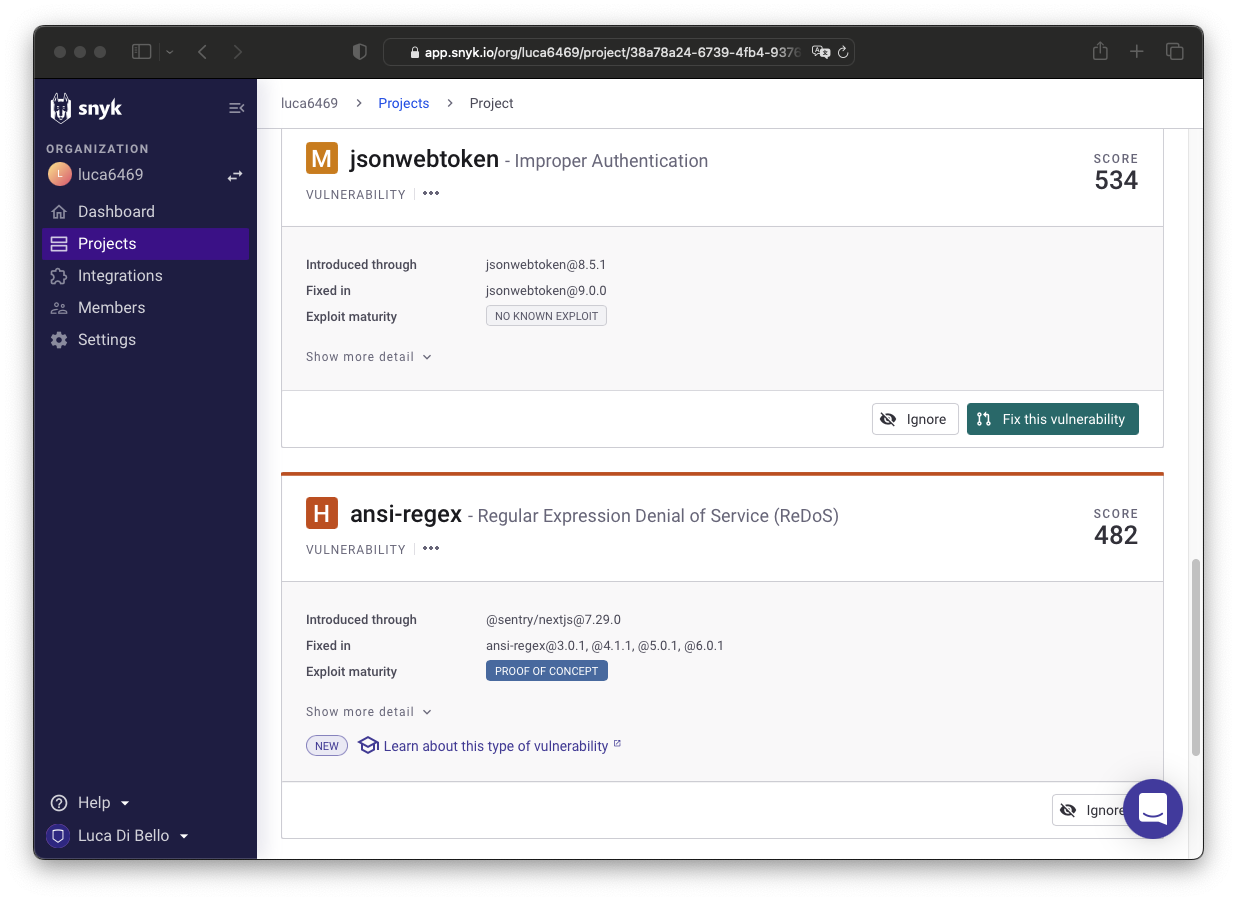 app.snyk.io/org/luca6469/project/38a78a24-6739-4fb4-9376
snyk
ORGANIZATION
L luca6469
Dashboard
Projects
Integrations
Members
Settings
Help
Luca Di Bello
luca6469 > Projects > Project
M jsonwebtoken - Improper Authentication
VULNERABILITY
SCORE
534
Introduced through jsonwebtoken@8.5.1
Fixed in jsonwebtoken@9.0.0
Exploit maturity NO KNOWN EXPLOIT
Show more detail
Ignore Fix this vulnerability
H ansi-regex - Regular Expression Denial of Service (ReDoS)
VULNERABILITY
SCORE
482
Introduced through @sentry/nextjs@7.29.0
Fixed in ansi-regex@3.0.1, @4.1.1, @5.0.1, @6.0.1
Exploit maturity PROOF OF CONCEPT
Show more detail
NEW Learn about this type of vulnerability
Ignore